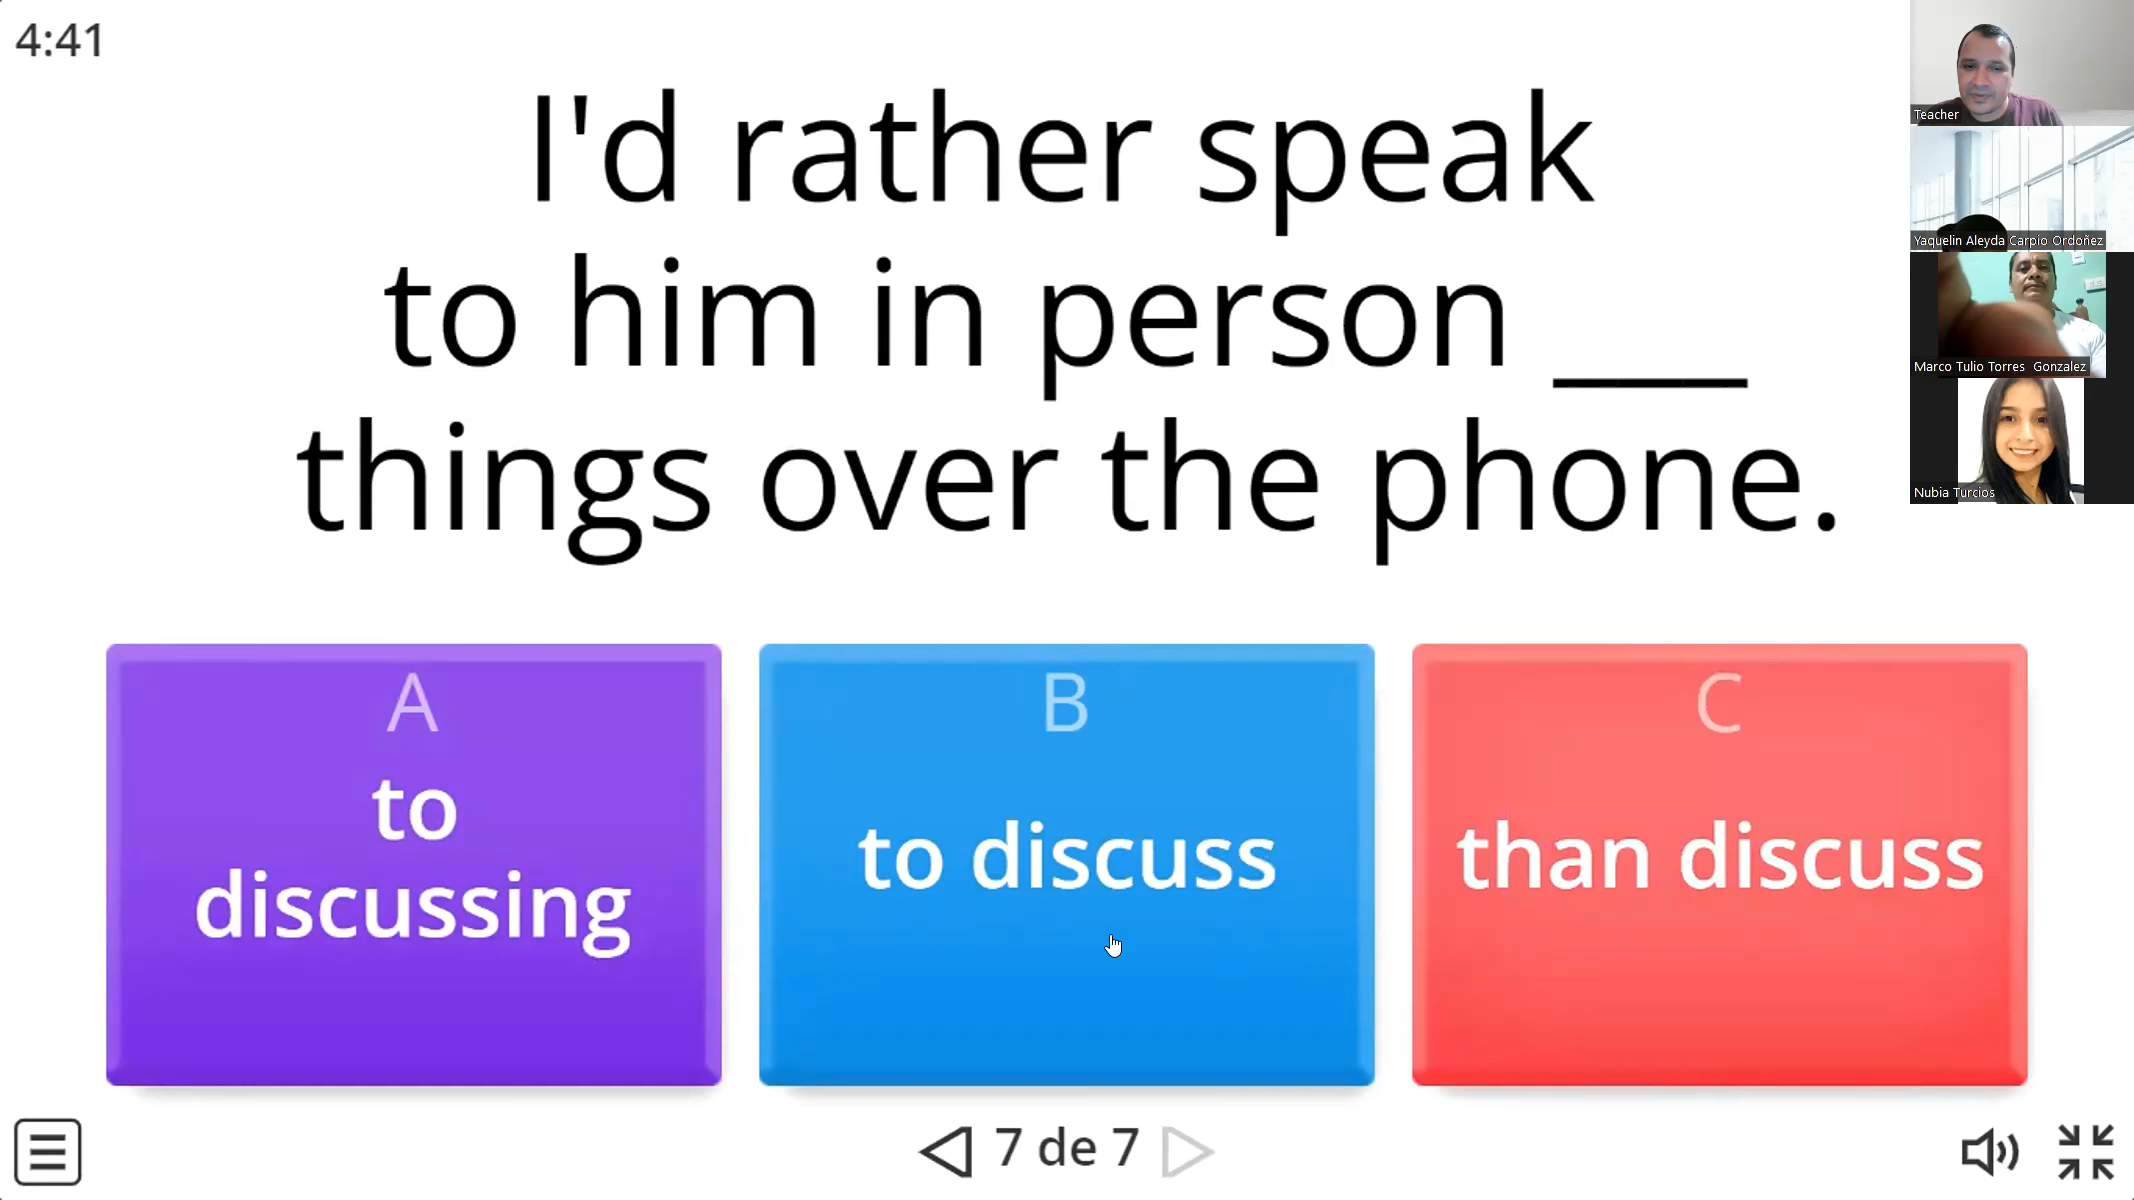 4:41
I'd rather speak
to him in person ___
things over the phone.
A
to
discussing
B
to discuss
C
than discuss
7 de 7
Teacher
Yaquelin Aleyda Carpio Ordoñez
Marco Tulio Torres Gonzalez
Nubia Turcios